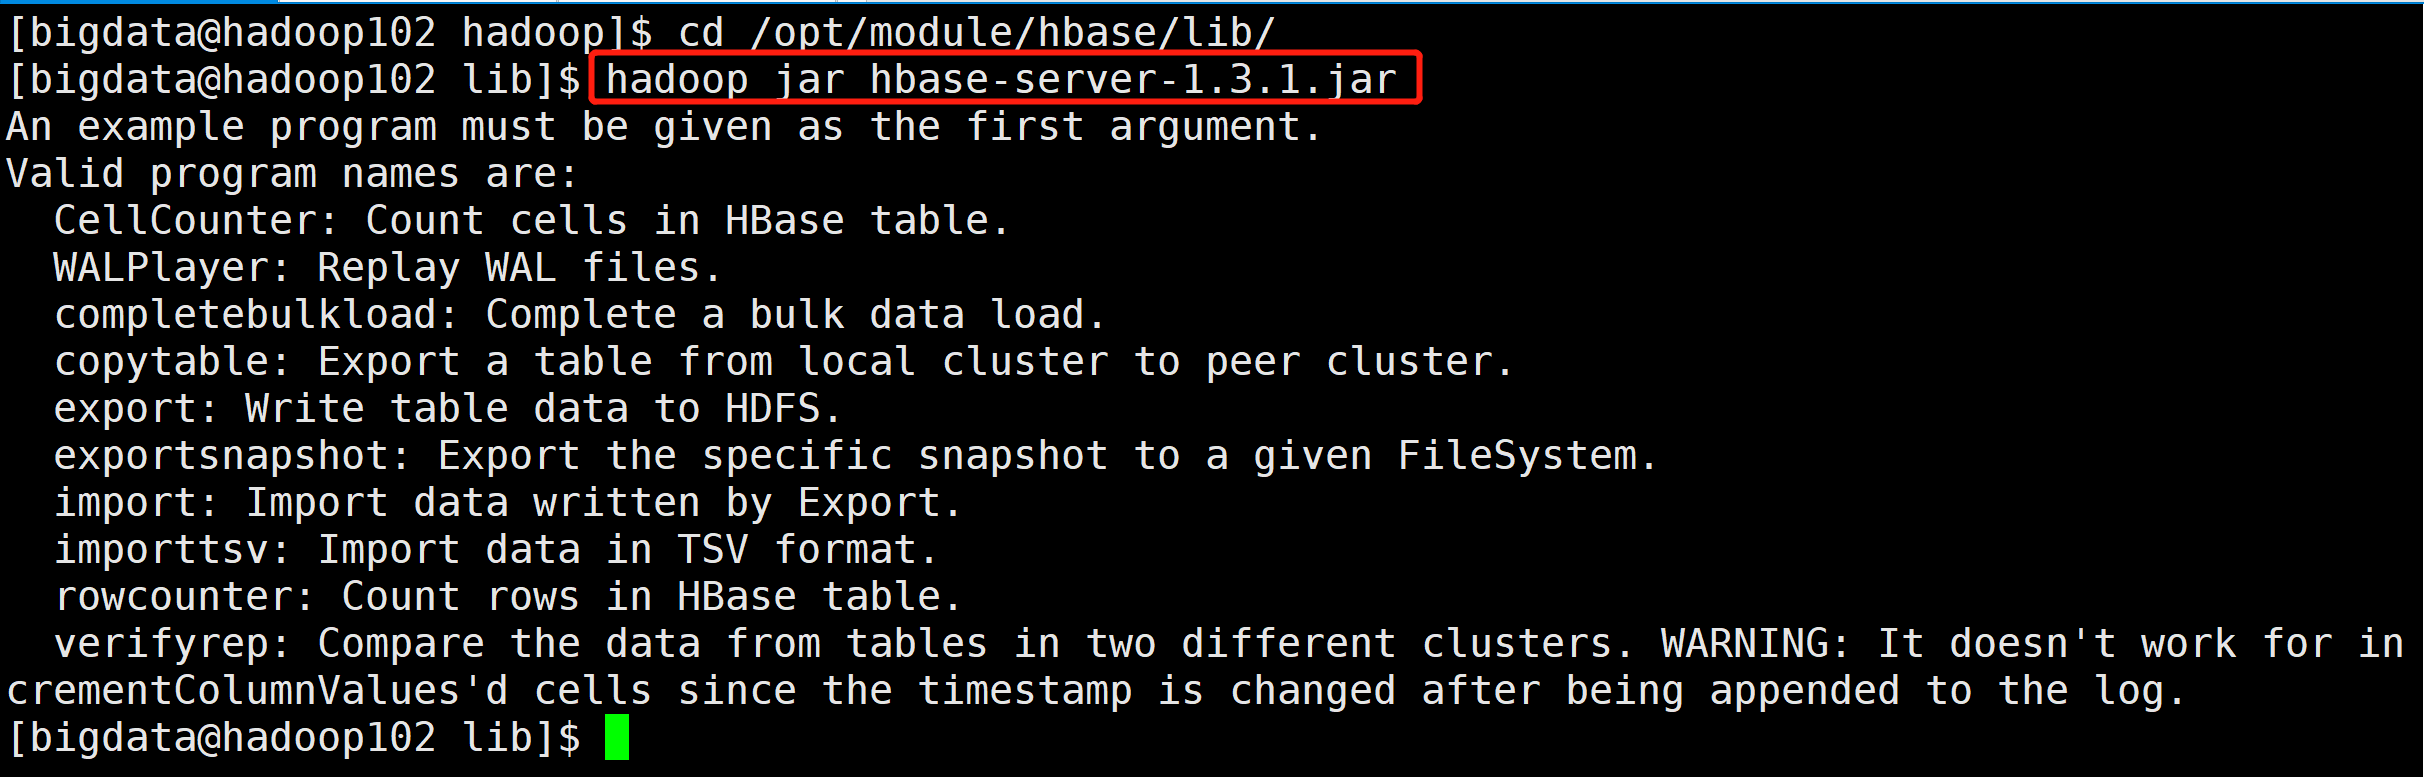 [bigdata@hadoop102 hadoop]$ cd /opt/module/hbase/lib/
[bigdata@hadoop102 lib]$ hadoop jar hbase-server-1.3.1.jar
An example program must be given as the first argument.
Valid program names are:
  CellCounter: Count cells in HBase table.
  WALPlayer: Replay WAL files.
  completebulkload: Complete a bulk data load.
  copytable: Export a table from local cluster to peer cluster.
  export: Write table data to HDFS.
  exportsnapshot: Export the specific snapshot to a given FileSystem.
  import: Import data written by Export.
  importtsv: Import data in TSV format.
  rowcounter: Count rows in HBase table.
  verifyrep: Compare the data from tables in two different clusters. WARNING: It doesn't work for in
crementColumnValues'd cells since the timestamp is changed after being appended to the log.
[bigdata@hadoop102 lib]$